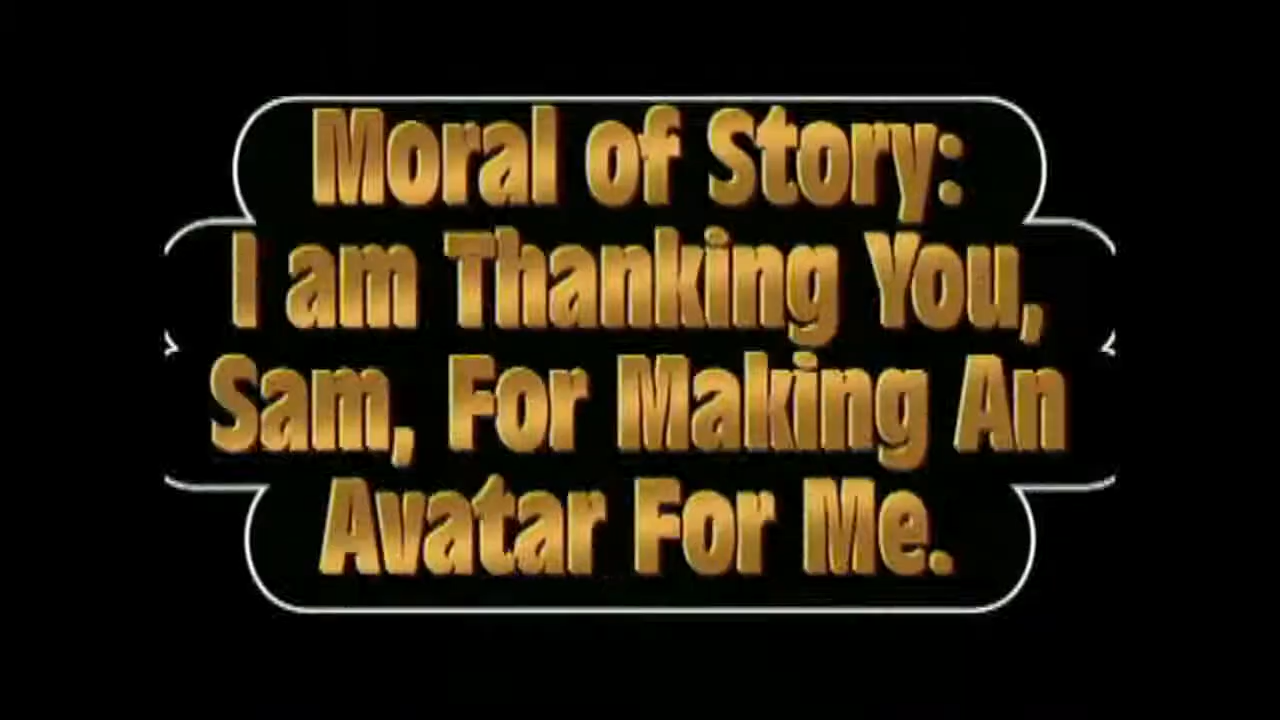 Moral of Story:
I am Thanking You,
Sam, For Making An
Avatar For Me.